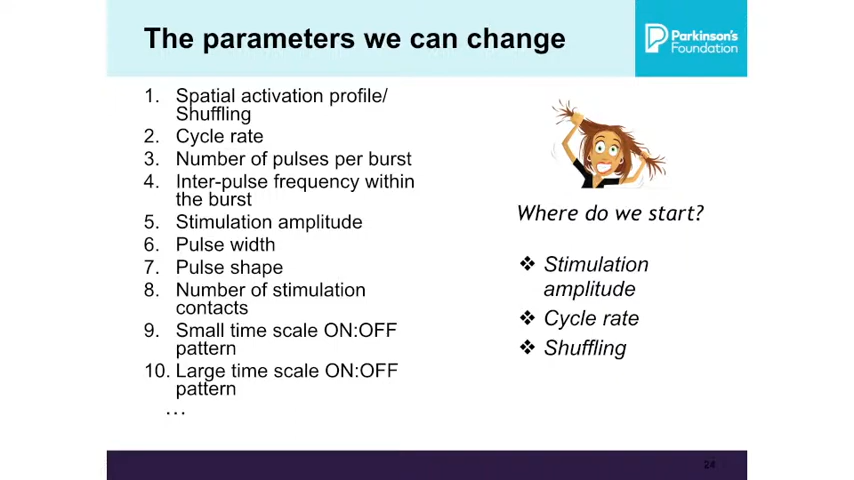 The parameters we can change
Parkinson's
Foundation
1. Spatial activation profile/
Shuffling
2. Cycle rate
3. Number of pulses per burst
4. Inter-pulse frequency within
the burst
5. Stimulation amplitude
6. Pulse width
7. Pulse shape
8. Number of stimulation
contacts
9. Small time scale ON:OFF
pattern
10. Large time scale ON:OFF
pattern
…
Where do we start?
❖ Stimulation
amplitude
❖ Cycle rate
❖ Shuffling
24